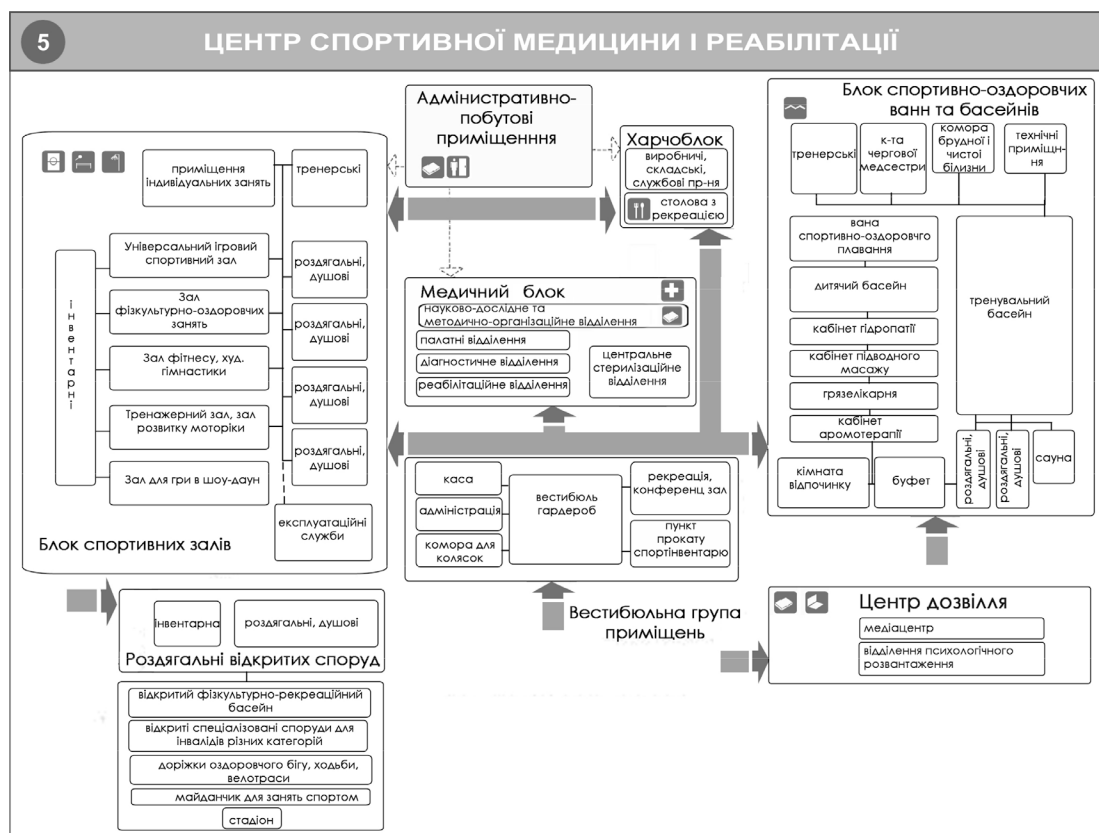 5
ЦЕНТР СПОРТИВНОЇ МЕДИЦИНИ І РЕАБІЛІТАЦІЇ
приміщення
індивідуальних занять
тренерські
Універсальний ігровий
спортивний зал
Зал
фізкультурно-оздоровчих
занять
Зал фітнесу, худ.
гімнастики
Тренажерний зал, зал
розвитку моторіки
Зал для гри в шоу-даун
інвентарні
роздягальні,
душові
роздягальні,
душові
роздягальні,
душові
роздягальні,
душові
експлуатаційні
служби
Блок спортивних залів
Адміністративно-
побутові
приміщенння
Харчоблок
виробничі,
складські,
службові пр-ня
столова з
рекреацією
Медичний блок
науково-дослідне та
методично-організаційне відділення
палатні відділення
діагностичне відділення
реабілітаційне відділення
центральне
стерилізаційне
відділення
каса
адміністрація
комора для
колясок
вестибюль
гардероб
рекреація,
конференц зал
пункт
прокату
спортінвентарю
Вестибюльна група
приміщень
Блок спортивно-оздоровчих
ванн та басейнів
тренерські
к-та
чергової
медсестри
комора
брудної і
чистої
білизни
технічні
приміщн-
ня
вана
спортивно-оздоровчго
плавання
дитячий басейн
кабінет гідропатії
кабінет підводного
масажу
грязелікарня
кабінет
аромотерапії
кімната
відпочинку
буфет
тренувальний
басейн
роздягальні,
душові
роздягальні,
душові
сауна
Центр дозвілля
медіацентр
відділення психологічного
розвантаження
інвентарна
роздягальні, душові
Роздягальні відкритих споруд
відкритий фізкультурно-рекреаційний
басейн
відкриті спеціалізовані споруди для
інвалідів різних категорій
доріжки оздоровчого бігу, ходьби,
велотраси
майданчик для занять спортом
стадіон